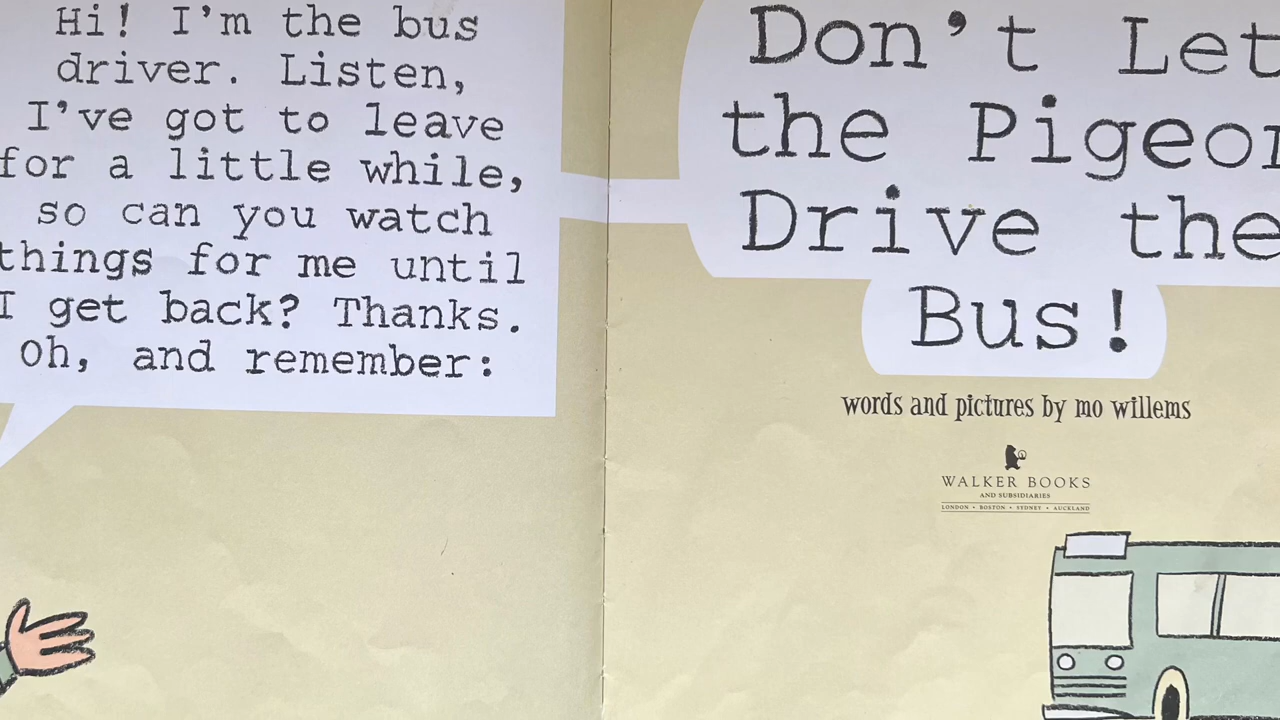 Hi! I'm the bus
driver. Listen,
I've got to leave
for a little while,
so can you watch
things for me until
I get back? Thanks.
Oh, and remember:
Don't Let
the Pigeon
Drive the
Bus!
words and pictures by mo willems
WALKER BOOKS
AND SUBSIDIARIES
LONDON • BOSTON • SYDNEY • AUCKLAND